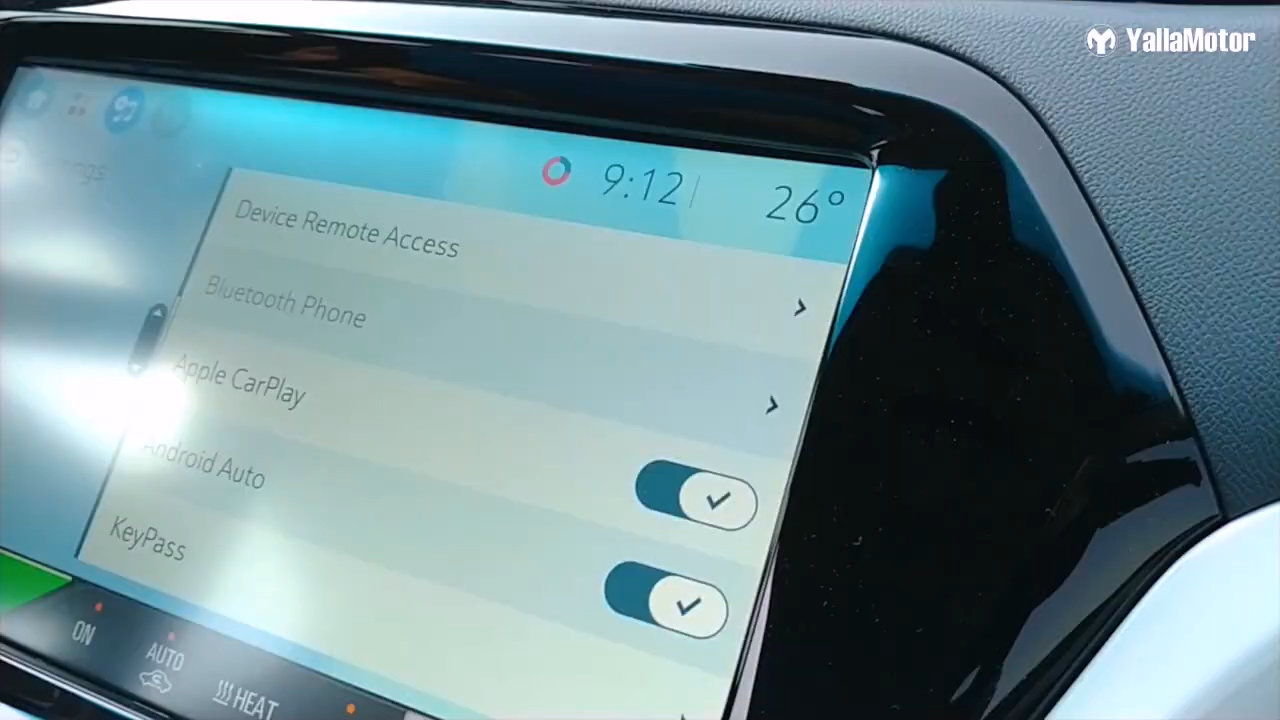 YallaMotor
9:12
26°
Device Remote Access
Bluetooth Phone
Apple CarPlay
Android Auto
KeyPass
ON
AUTO
HEAT